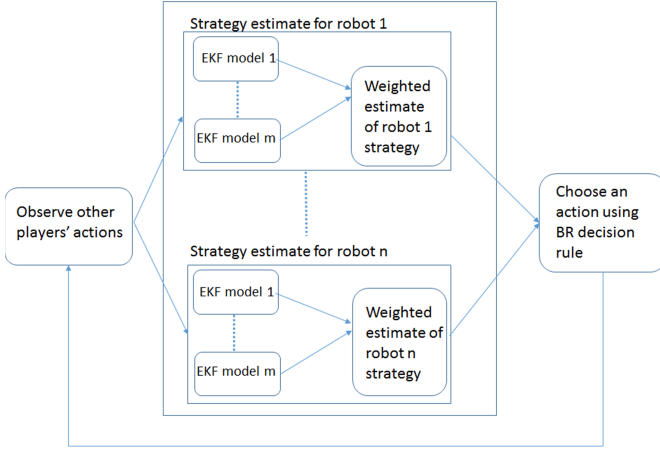 Strategy estimate for robot 1
EKF model 1
EKF model m
Weighted
estimate
of robot 1
strategy
Observe other
players' actions
Choose an
action using
BR decision
rule
Strategy estimate for robot n
EKF model 1
EKF model m
Weighted
estimate of
robot n
strategy